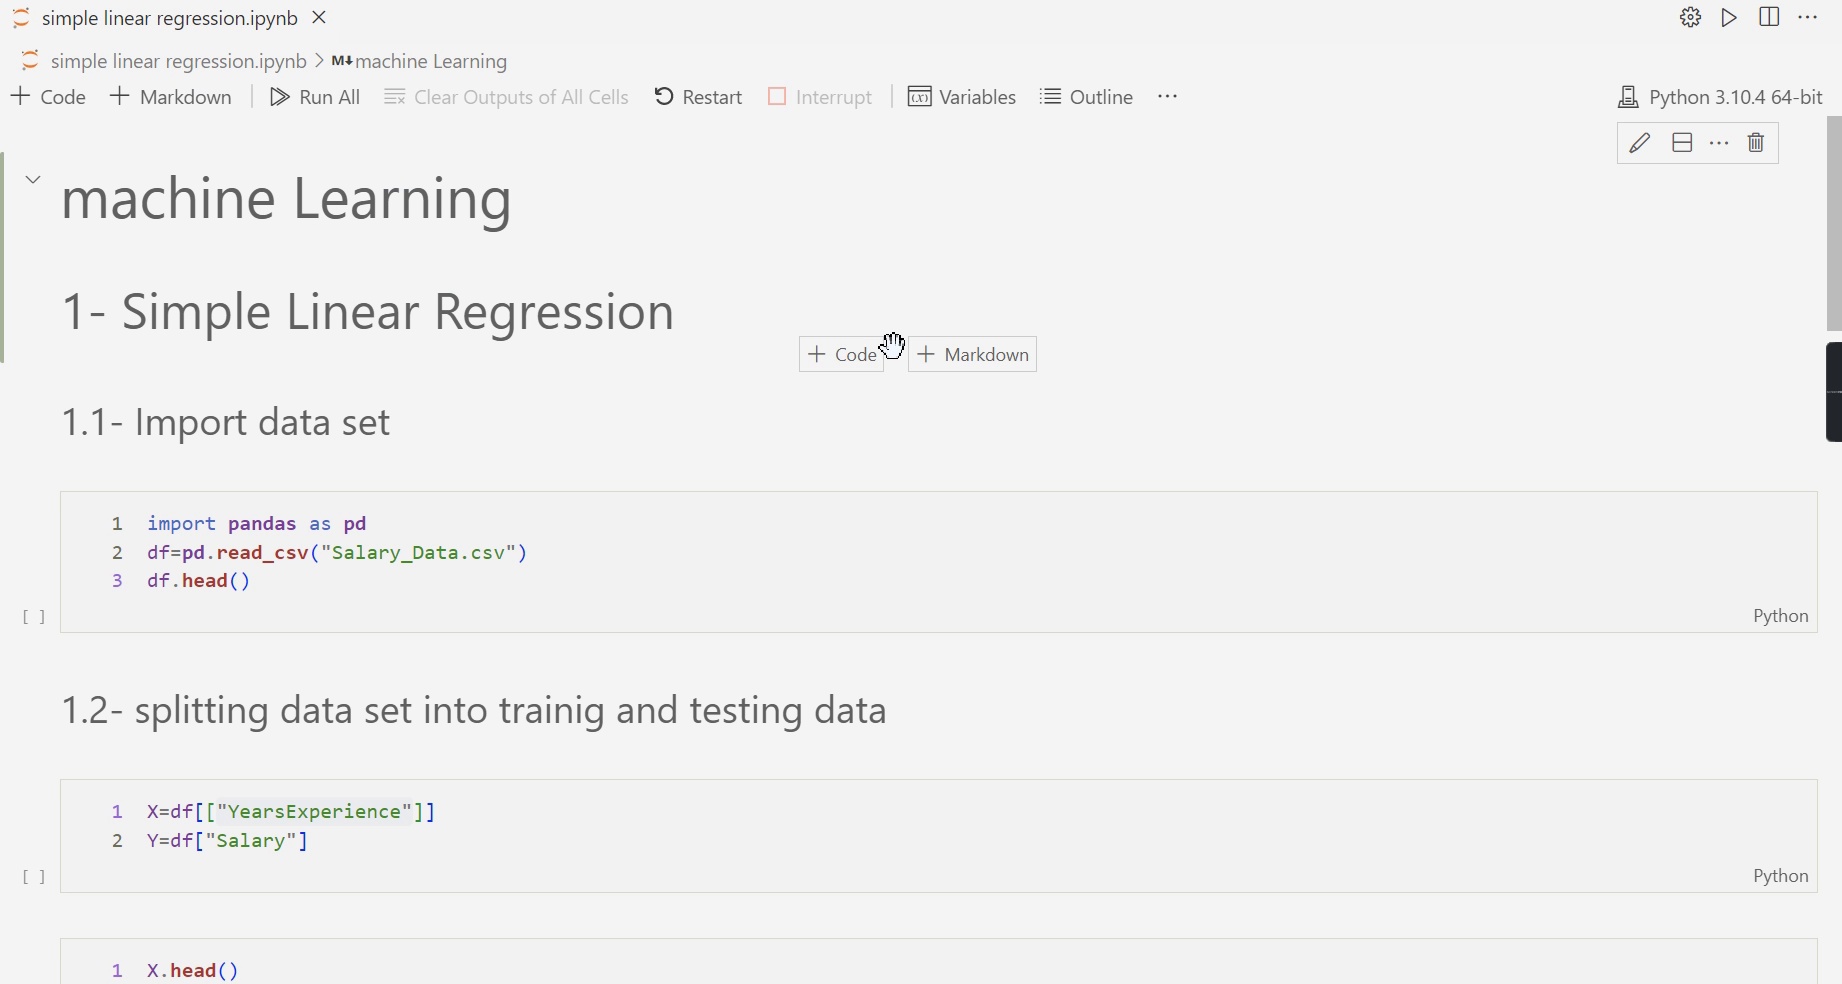 simple linear regression.ipynb
simple linear regression.ipynb > M↓ machine Learning
+ Code + Markdown Run All Clear Outputs of All Cells Restart Interrupt (x) Variables Outline ... Python 3.10.4 64-bit
machine Learning
1- Simple Linear Regression
+ Code + Markdown
1.1- Import data set
1 import pandas as pd
2 df=pd.read_csv("Salary_Data.csv")
3 df.head()
[ ] Python
1.2- splitting data set into trainig and testing data
1 X=df[["YearsExperience"]]
2 Y=df["Salary"]
[ ] Python
1 X.head()